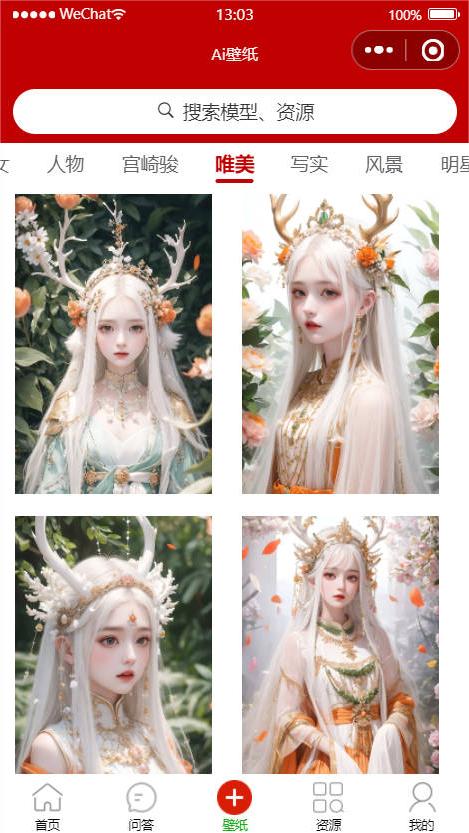 WeChat 13:03 100%
Ai壁纸
搜索模型、资源
女 人物 宫崎骏 唯美 写实 风景 明星
首页 问答 壁纸 资源 我的